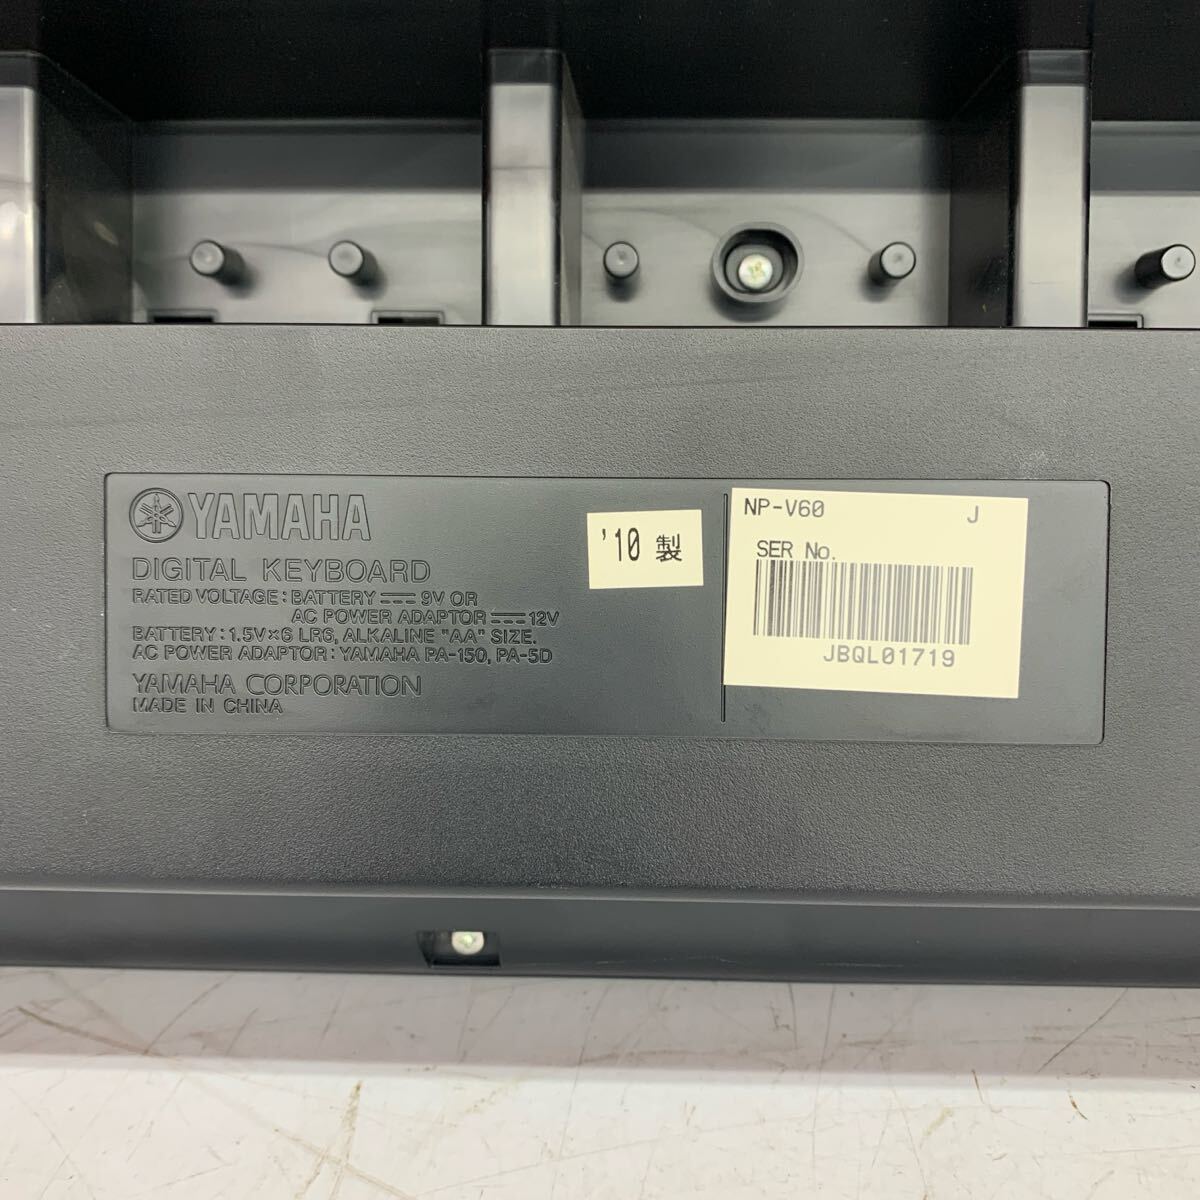 YAMAHA
DIGITAL KEYBOARD
RATED VOLTAGE: BATTERY ⎓ 9V OR
AC POWER ADAPTOR ⎓ 12V
BATTERY: 1.5V×6 LR6, ALKALINE "AA" SIZE.
AC POWER ADAPTOR: YAMAHA PA-150, PA-5D
YAMAHA CORPORATION
MADE IN CHINA
'10 製
NP-V60 J
SER No.
JBQL01719